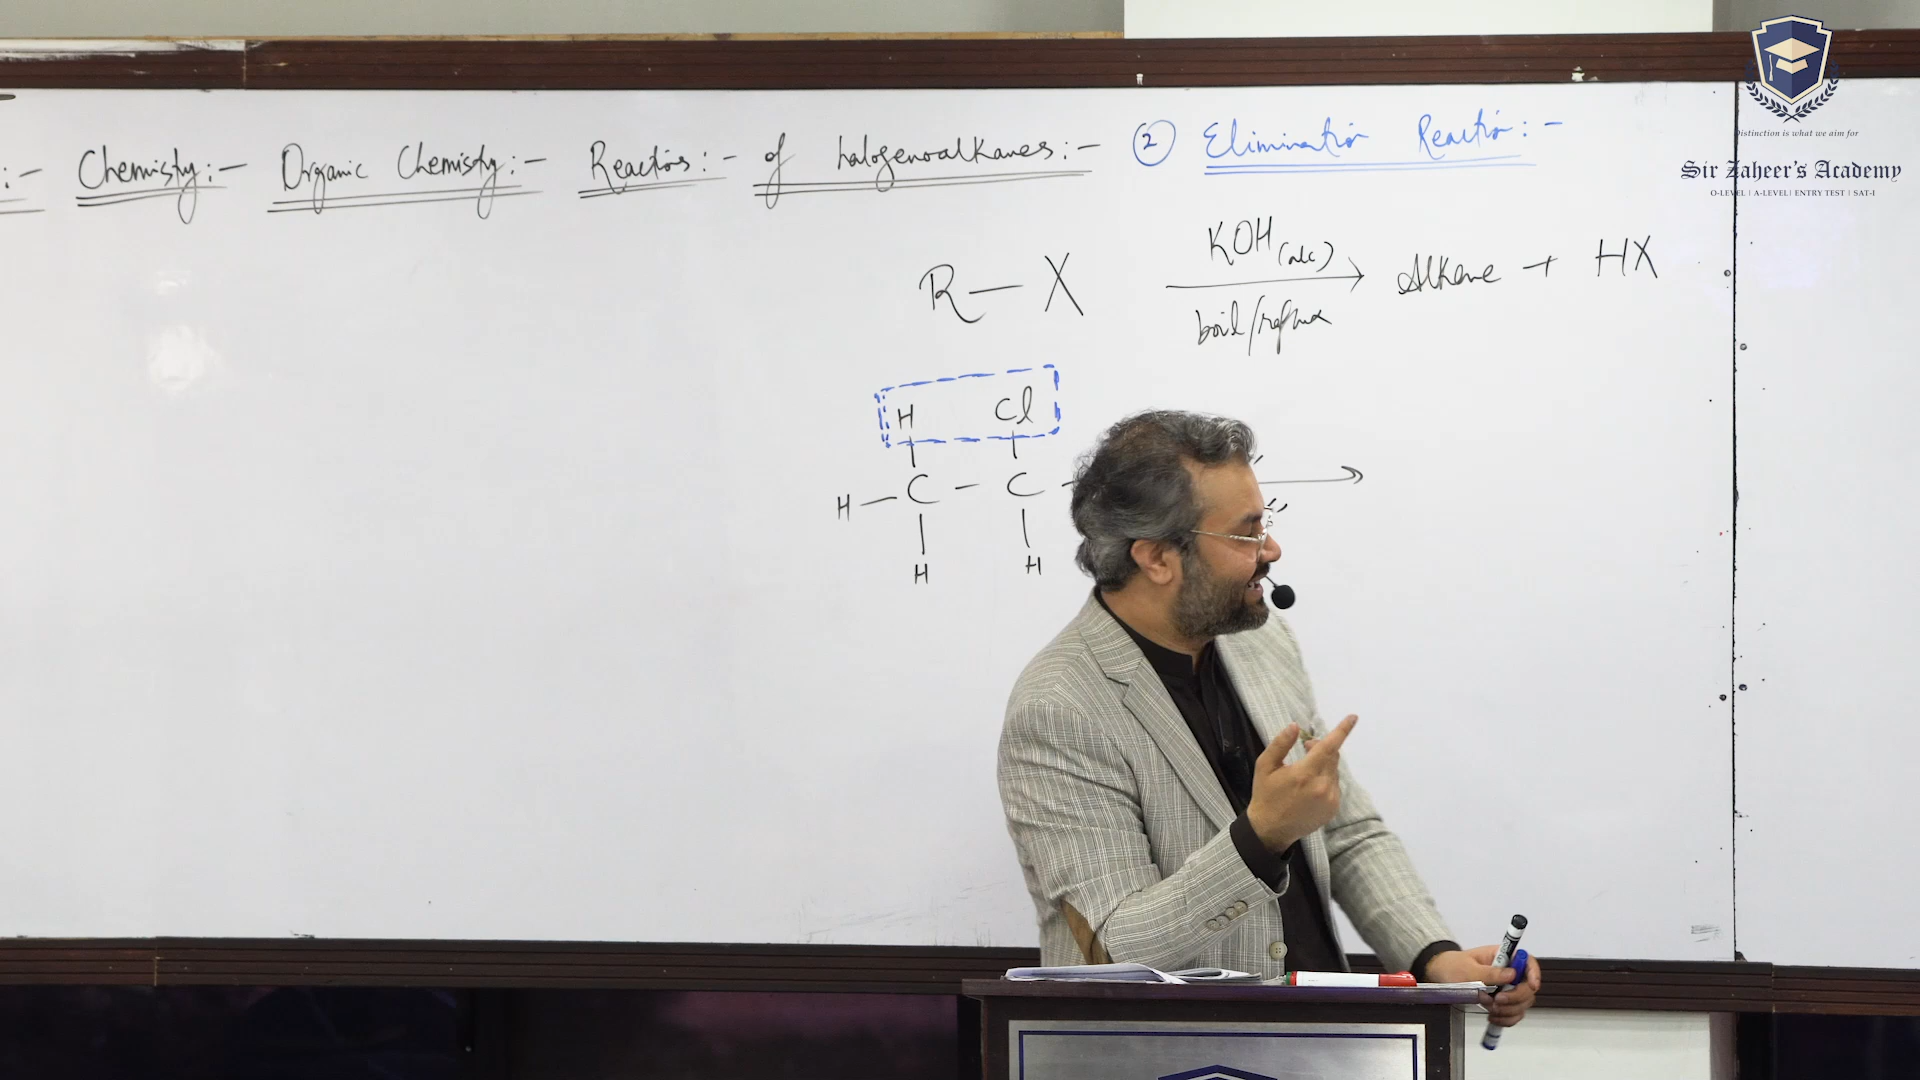 :- Chemistry:- Organic Chemistry:- Reactions:- of halogenoalkanes:- ② Elimination Reaction:-
R — X KOH (alc) boil/reflux → Alkene + HX
H Cl
H — C — C — →
H H
Distinction is what we aim for
Sir Zaheer's Academy
O-LEVEL | A-LEVEL | ENTRY TEST | SAT-I